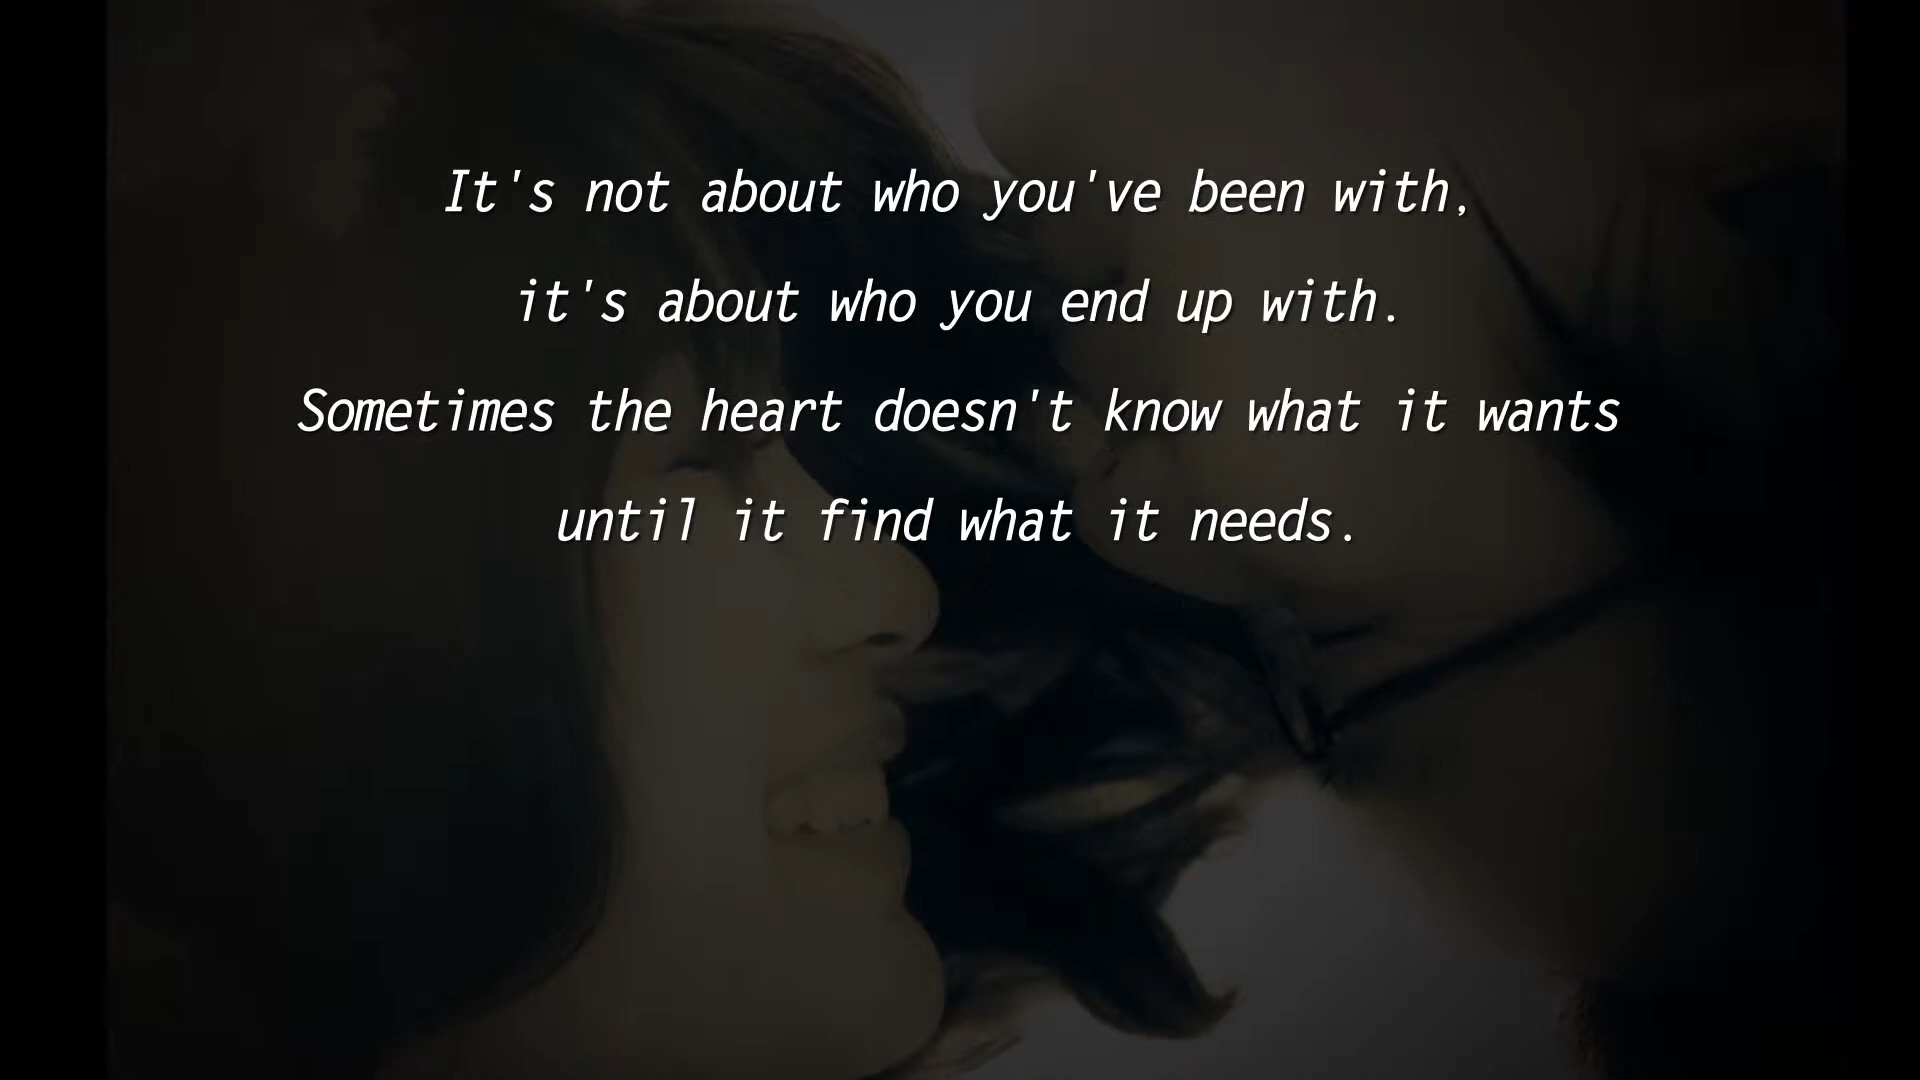 It's not about who you've been with,
it's about who you end up with.
Sometimes the heart doesn't know what it wants
until it find what it needs.